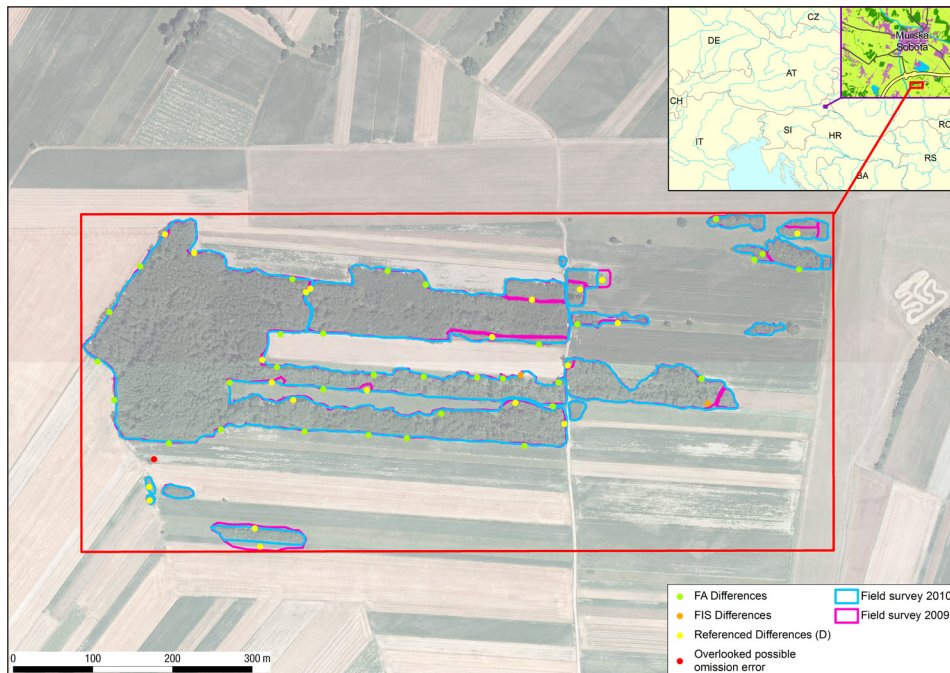 CZ
DE
AT
CH
SI
HR
IT
RO
RS
BA
Murska
Sobota
FA Differences
FIS Differences
Referenced Differences (D)
Overlooked possible
omission error
Field survey 2010
Field survey 2009
0 100 200 300 m